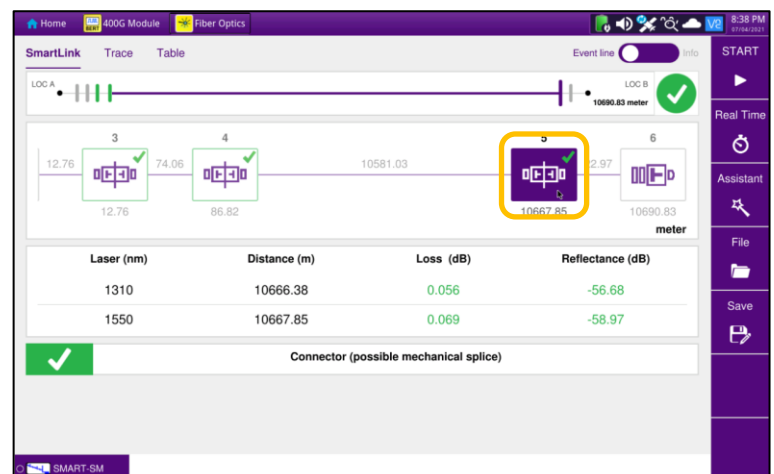 Home 400G Module Fiber Optics 8:38 PM
07/04/2021
SmartLink Trace Table Event line Info START
LOC A LOC B
10690.83 meter
Real Time
3 4 5 6
12.76 74.06 10581.03 2.97
Assistant
12.76 86.82 10667.85 10690.83
meter
File
Laser (nm) Distance (m) Loss (dB) Reflectance (dB)
1310 10666.38 0.056 -56.68
Save
1550 10667.85 0.069 -58.97
Connector (possible mechanical splice)
SMART-SM